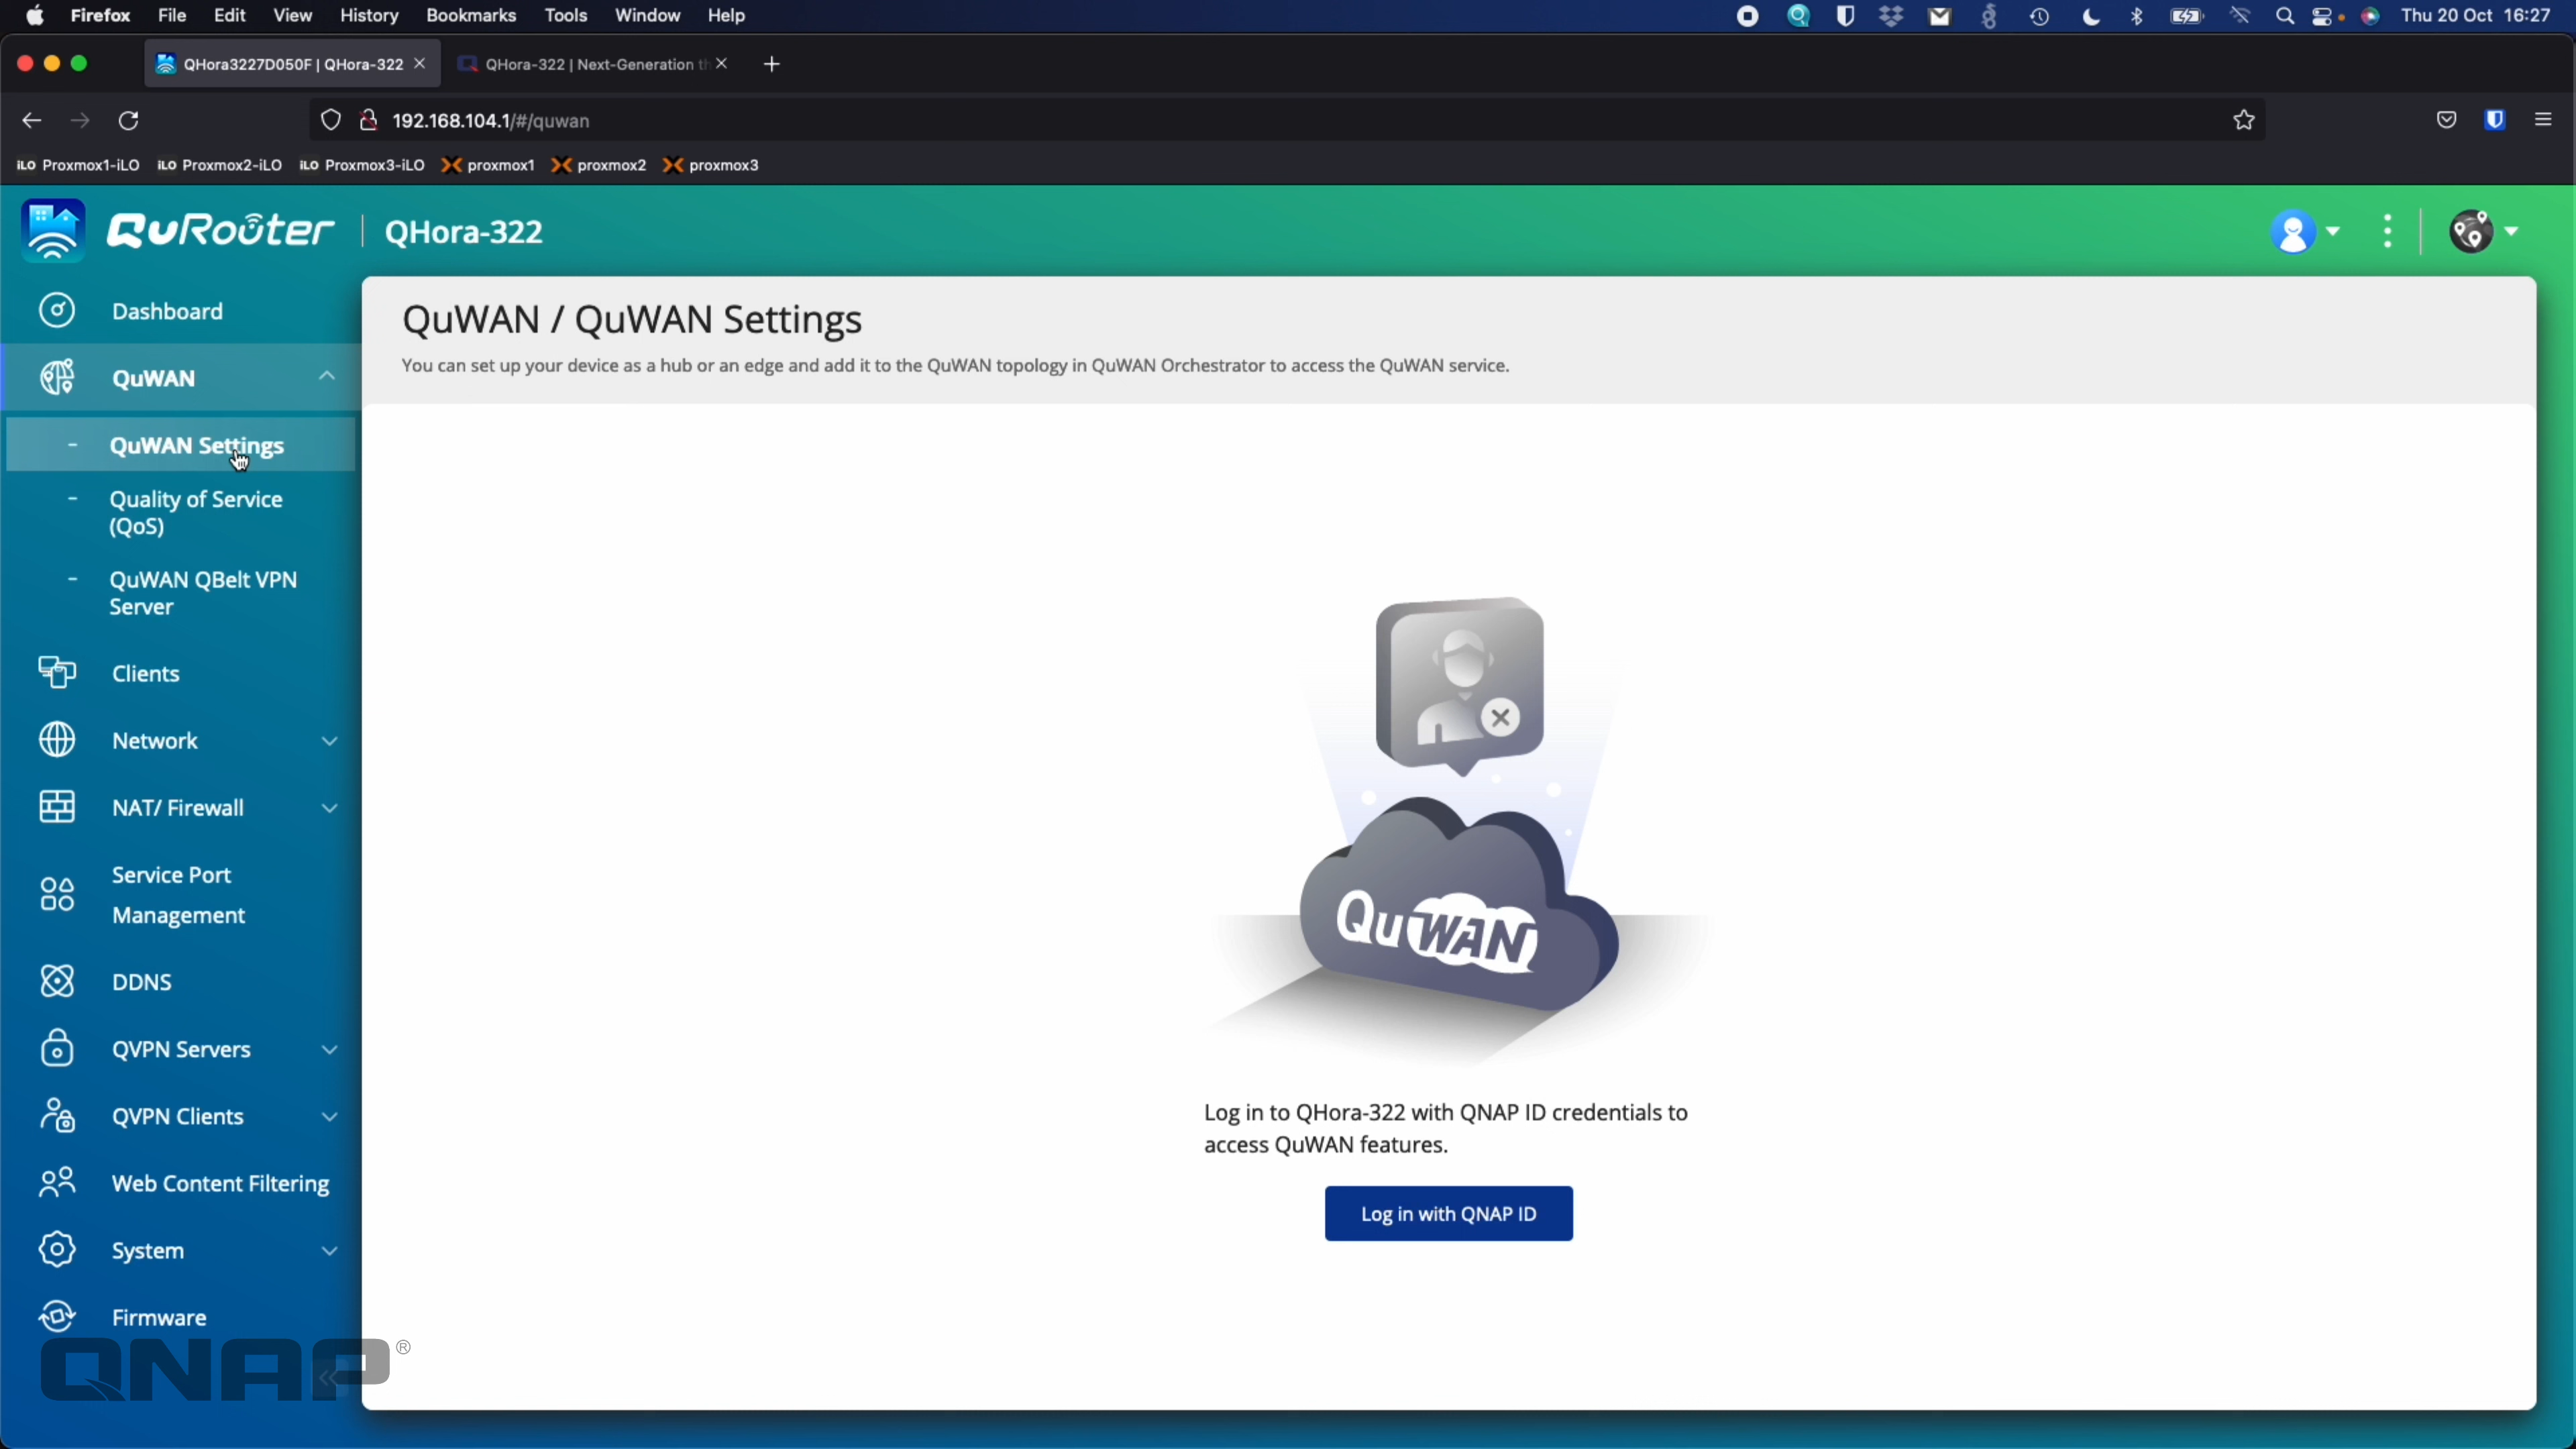 Firefox File Edit View History Bookmarks Tools Window Help Thu 20 Oct 16:27
QHora3227D050F | QHora-322 QHora-322 | Next-Generation
192.168.104.1/#/quwan
iLO Proxmox1-iLO iLO Proxmox2-iLO iLO Proxmox3-iLO proxmox1 proxmox2 proxmox3
QuRouter QHora-322
Dashboard
QuWAN
- QuWAN Settings
- Quality of Service
(QoS)
- QuWAN QBelt VPN
Server
Clients
Network
NAT/ Firewall
Service Port
Management
DDNS
QVPN Servers
QVPN Clients
Web Content Filtering
System
Firmware
QNAP®
QuWAN / QuWAN Settings
You can set up your device as a hub or an edge and add it to the QuWAN topology in QuWAN Orchestrator to access the QuWAN service.
QuWAN
Log in to QHora-322 with QNAP ID credentials to
access QuWAN features.
Log in with QNAP ID